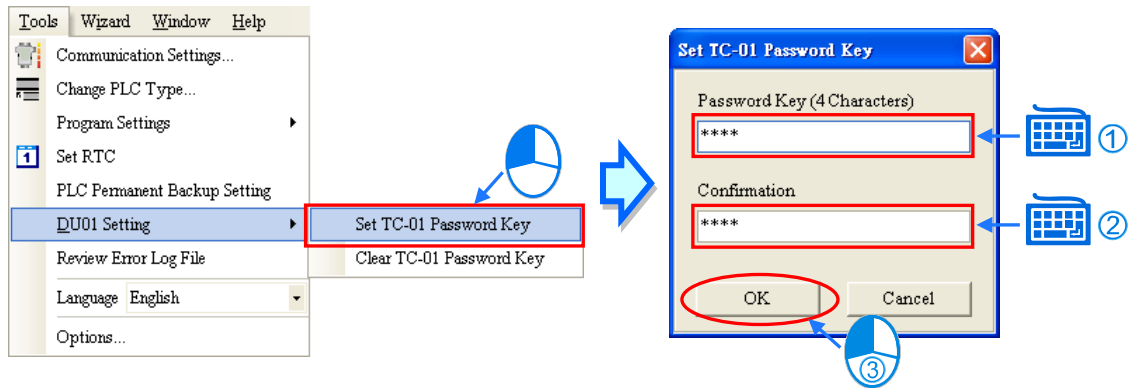 Tools Wizard Window Help
Communication Settings...
Change PLC Type...
Program Settings
1 Set RTC
PLC Permanent Backup Setting
DU01 Setting
Review Error Log File
Language English
Options...
Set TC-01 Password Key
Clear TC-01 Password Key
Set TC-01 Password Key
Password Key (4 Characters)
****
①
Confirmation
****
②
OK Cancel
③